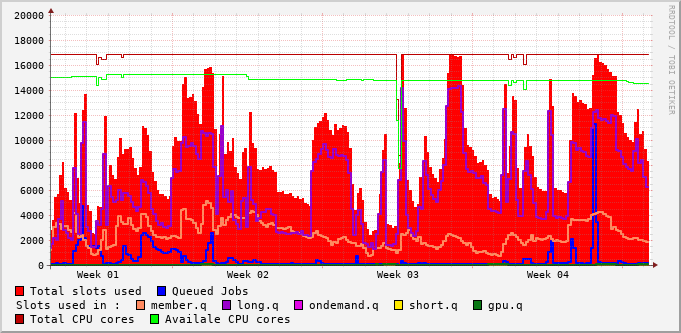 20000
18000
16000
14000
12000
10000
8000
6000
4000
2000
0
Week 01 Week 02 Week 03 Week 04
Total slots used Queued Jobs
Slots used in : member.q long.q ondemand.q short.q gpu.q
Total CPU cores Availale CPU cores
RRDTOOL / TOBI OETIKER